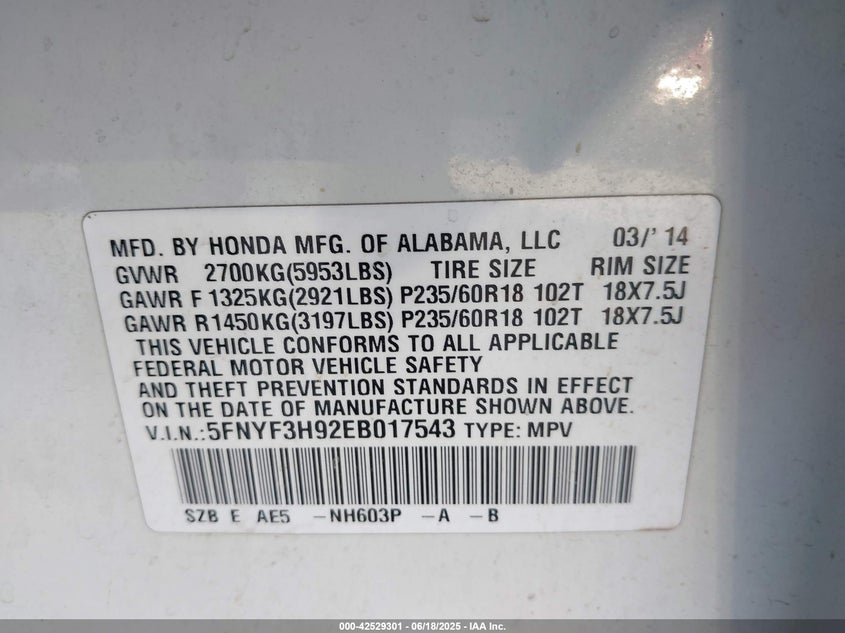 MFD. BY HONDA MFG. OF ALABAMA, LLC 03/'14
GVWR 2700KG(5953LBS) TIRE SIZE RIM SIZE
GAWR F 1325KG(2921LBS) P235/60R18 102T 18X7.5J
GAWR R1450KG(3197LBS) P235/60R18 102T 18X7.5J
THIS VEHICLE CONFORMS TO ALL APPLICABLE
FEDERAL MOTOR VEHICLE SAFETY
AND THEFT PREVENTION STANDARDS IN EFFECT
ON THE DATE OF MANUFACTURE SHOWN ABOVE.
V.I.N.:5FNYF3H92EB017543 TYPE: MPV
SZB E AE5 -NH603P -A -B
000-42529301 - 06/18/2025 - IAA Inc.